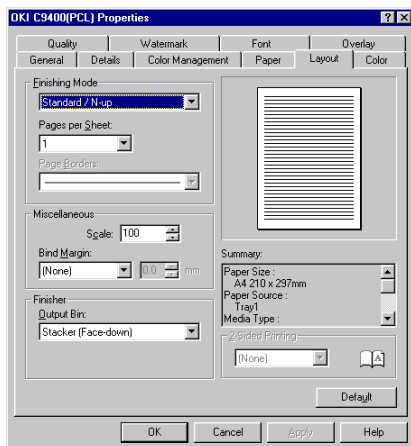 OKI C9400(PCL) Properties
Quality Watermark Font Overlay
General Details Color Management Paper Layout Color
Finishing Mode
Standard / N-up
Pages per Sheet:
1
Page Borders:
Miscellaneous
Scale: 100
Bind Margin:
(None) 0.0 mm
Finisher
Output Bin:
Stacker (Face-down)
Summary:
Paper Size :
A4 210 x 297mm
Paper Source :
Tray1
Media Type :
2-Sided Printing
(None)
A
Default
OK Cancel Apply Help